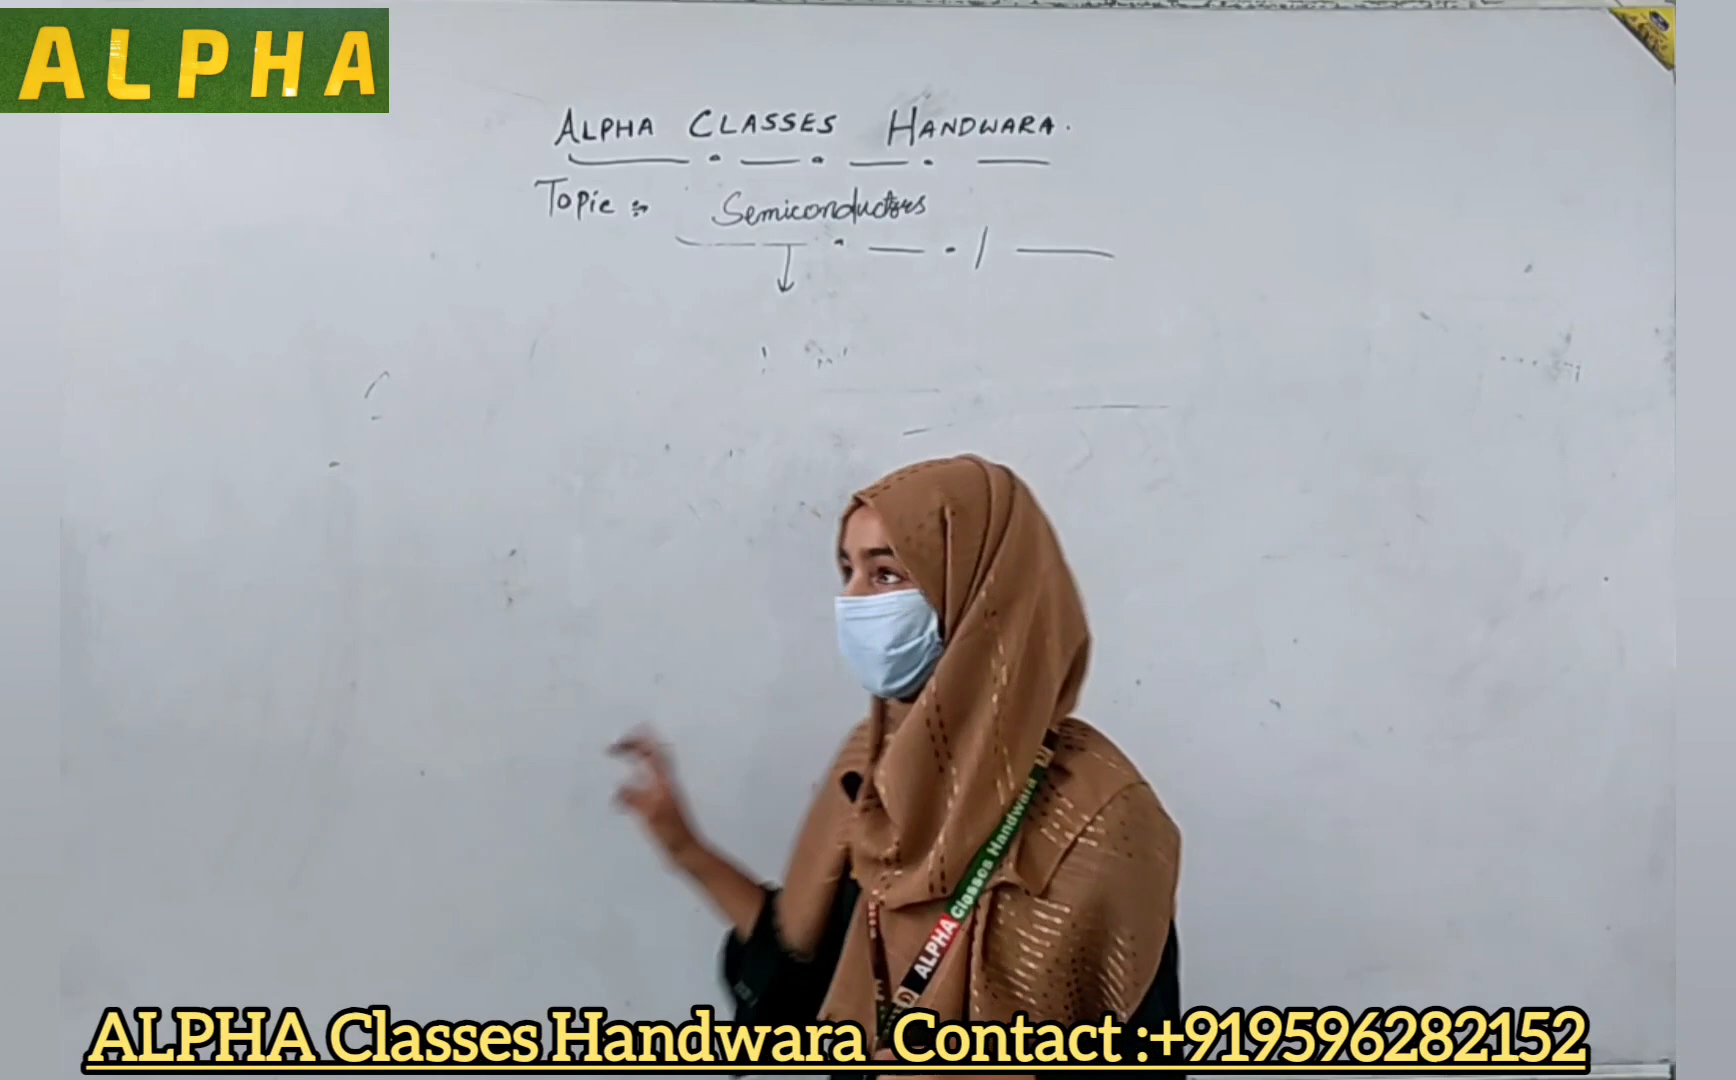 ALPHA
ALPHA CLASSES HANDWARA.
Topic :- Semiconductors
ALPHA Classes Handwara
ALPHA Classes Handwara Contact :+919596282152